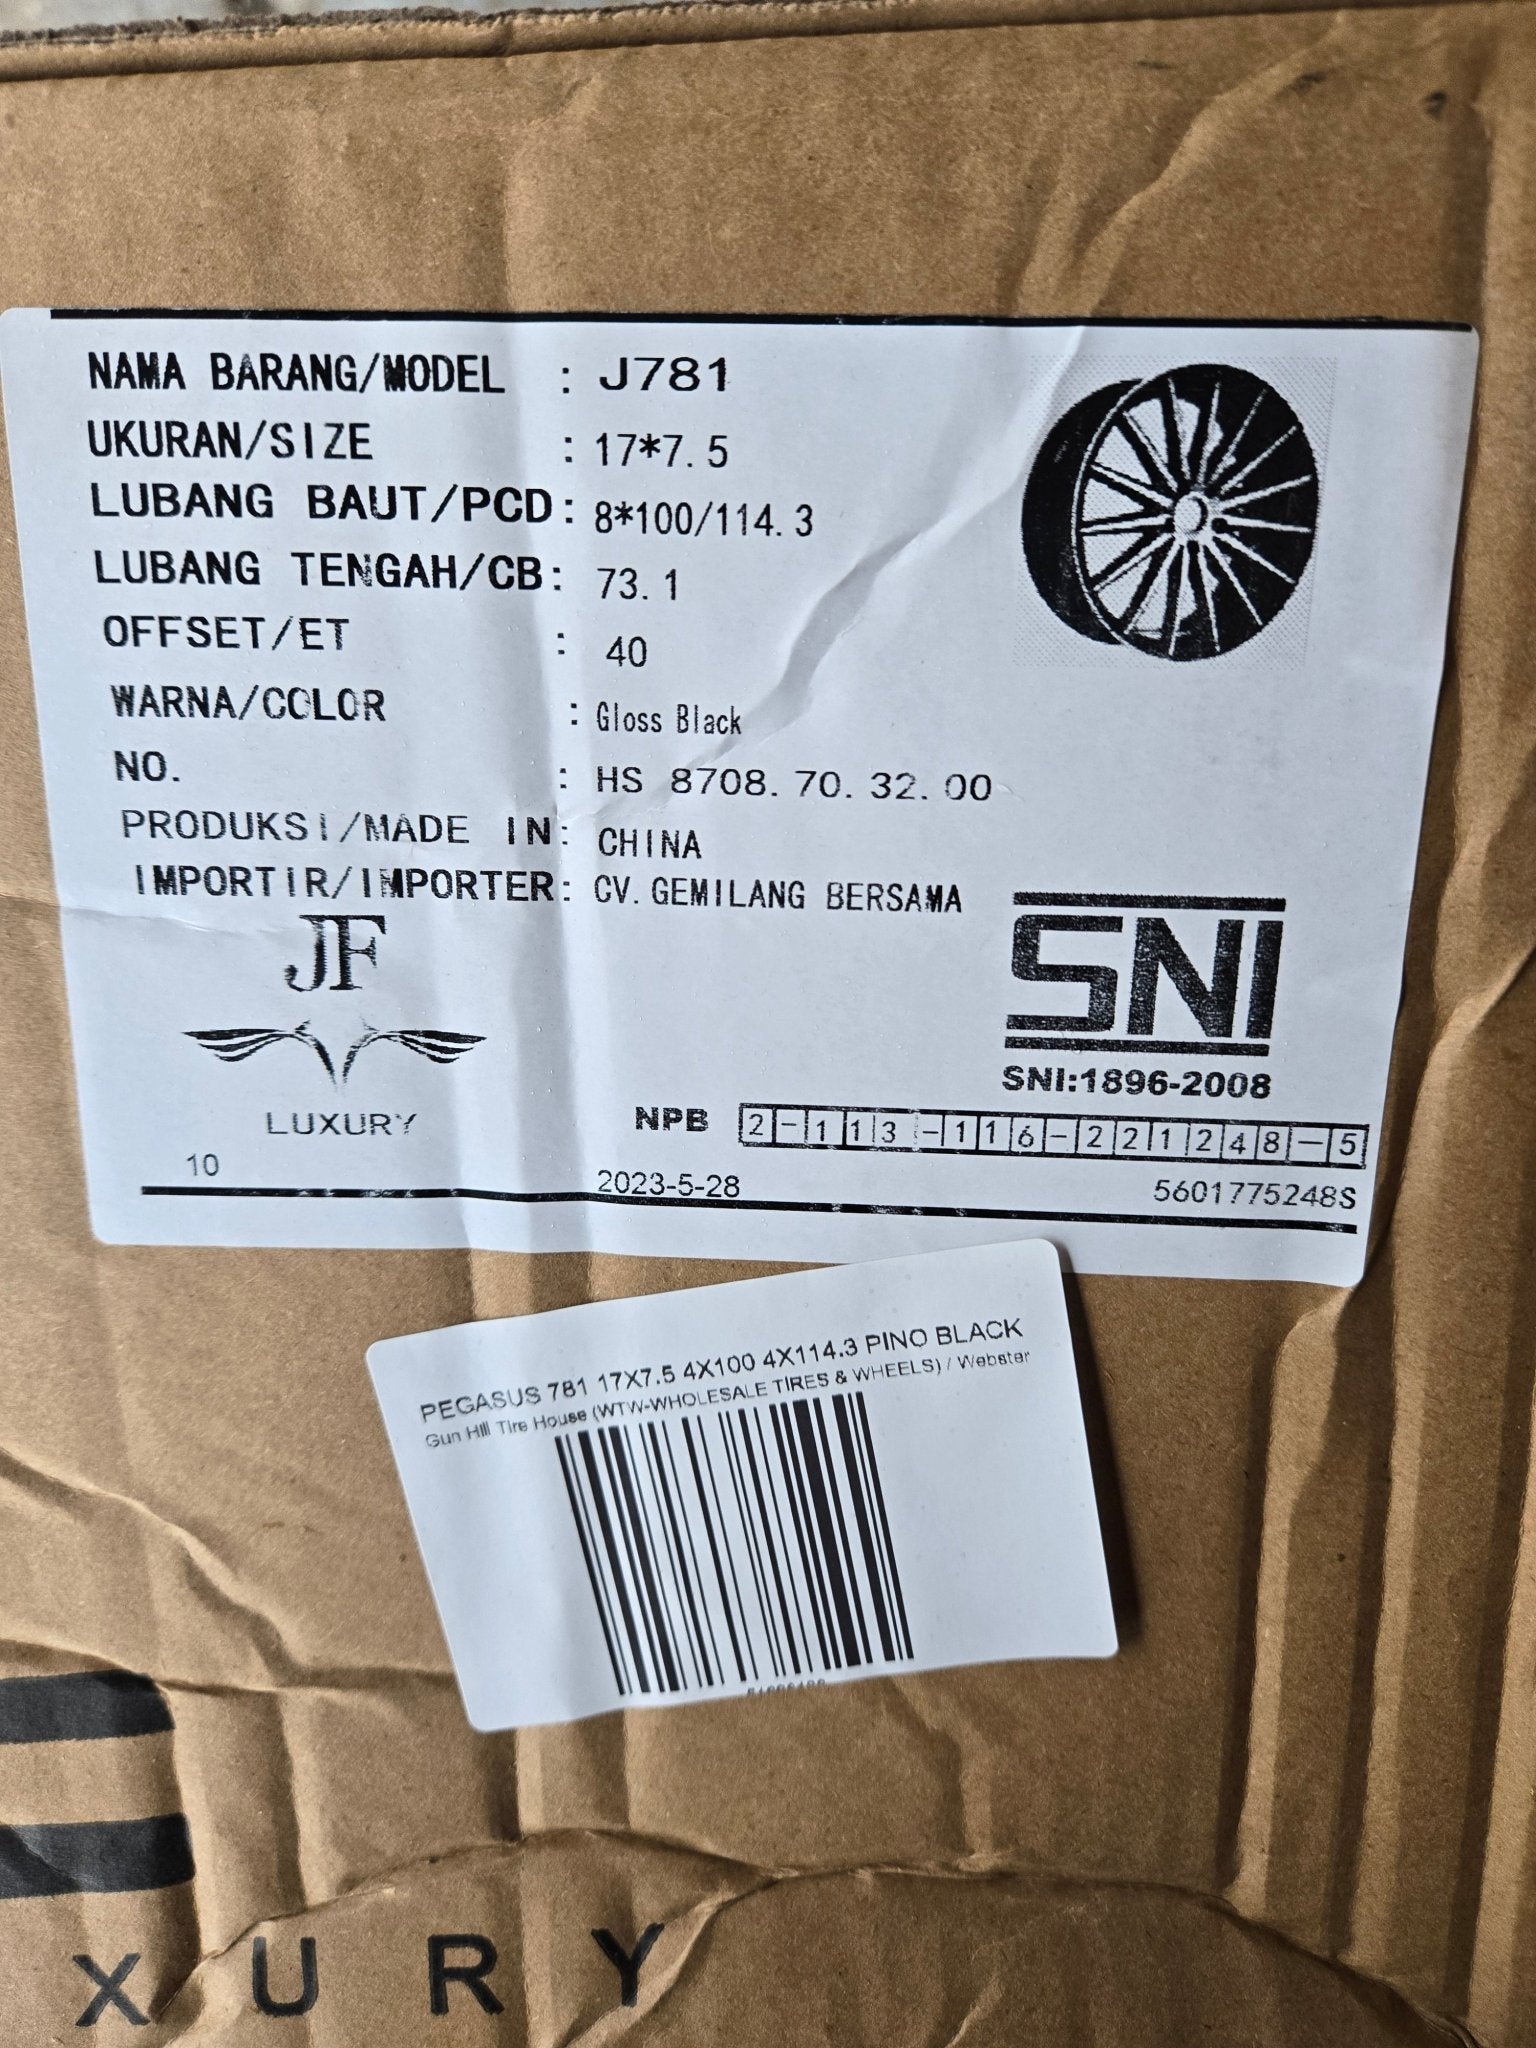 NAMA BARANG/MODEL : J781
UKURAN/SIZE : 17*7.5
LUBANG BAUT/PCD: 8*100/114.3
LUBANG TENGAH/CB: 73.1
OFFSET/ET : 40
WARNA/COLOR : Gloss Black
NO. : HS 8708.70.32.00
PRODUKSI/MADE IN: CHINA
IMPORTIR/IMPORTER: CV.GEMILANG BERSAMA
JF
LUXURY
SNI
SNI:1896-2008
NPB 2-113-116-221248-5
10 2023-5-28 5601775248S
PEGASUS 781 17X7.5 4X100 4X114.3 PINO BLACK
Gun Hill Tire House (WTW-WHOLESALE TIRES & WHEELS) / Webster
XURY